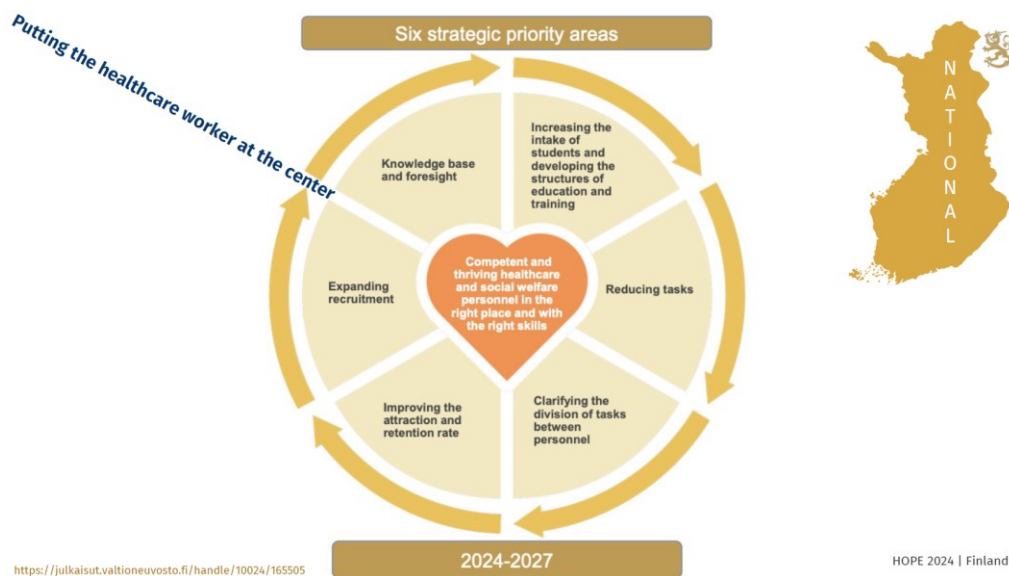 Putting the healthcare worker at the center
Six strategic priority areas
NATIONAL
Knowledge base
and foresight
Increasing the
intake of
students and
developing the
structures of
education and
training
Expanding
recruitment
Competent and
thriving healthcare
and social welfare
personnel in the
right place and with
the right skills
Reducing tasks
Improving the
attraction and
retention rate
Clarifying the
division of tasks
between
personnel
2024-2027
https://julkaisut.valtioneuvosto.fi/handle/10024/165505
HOPE 2024 | Finland